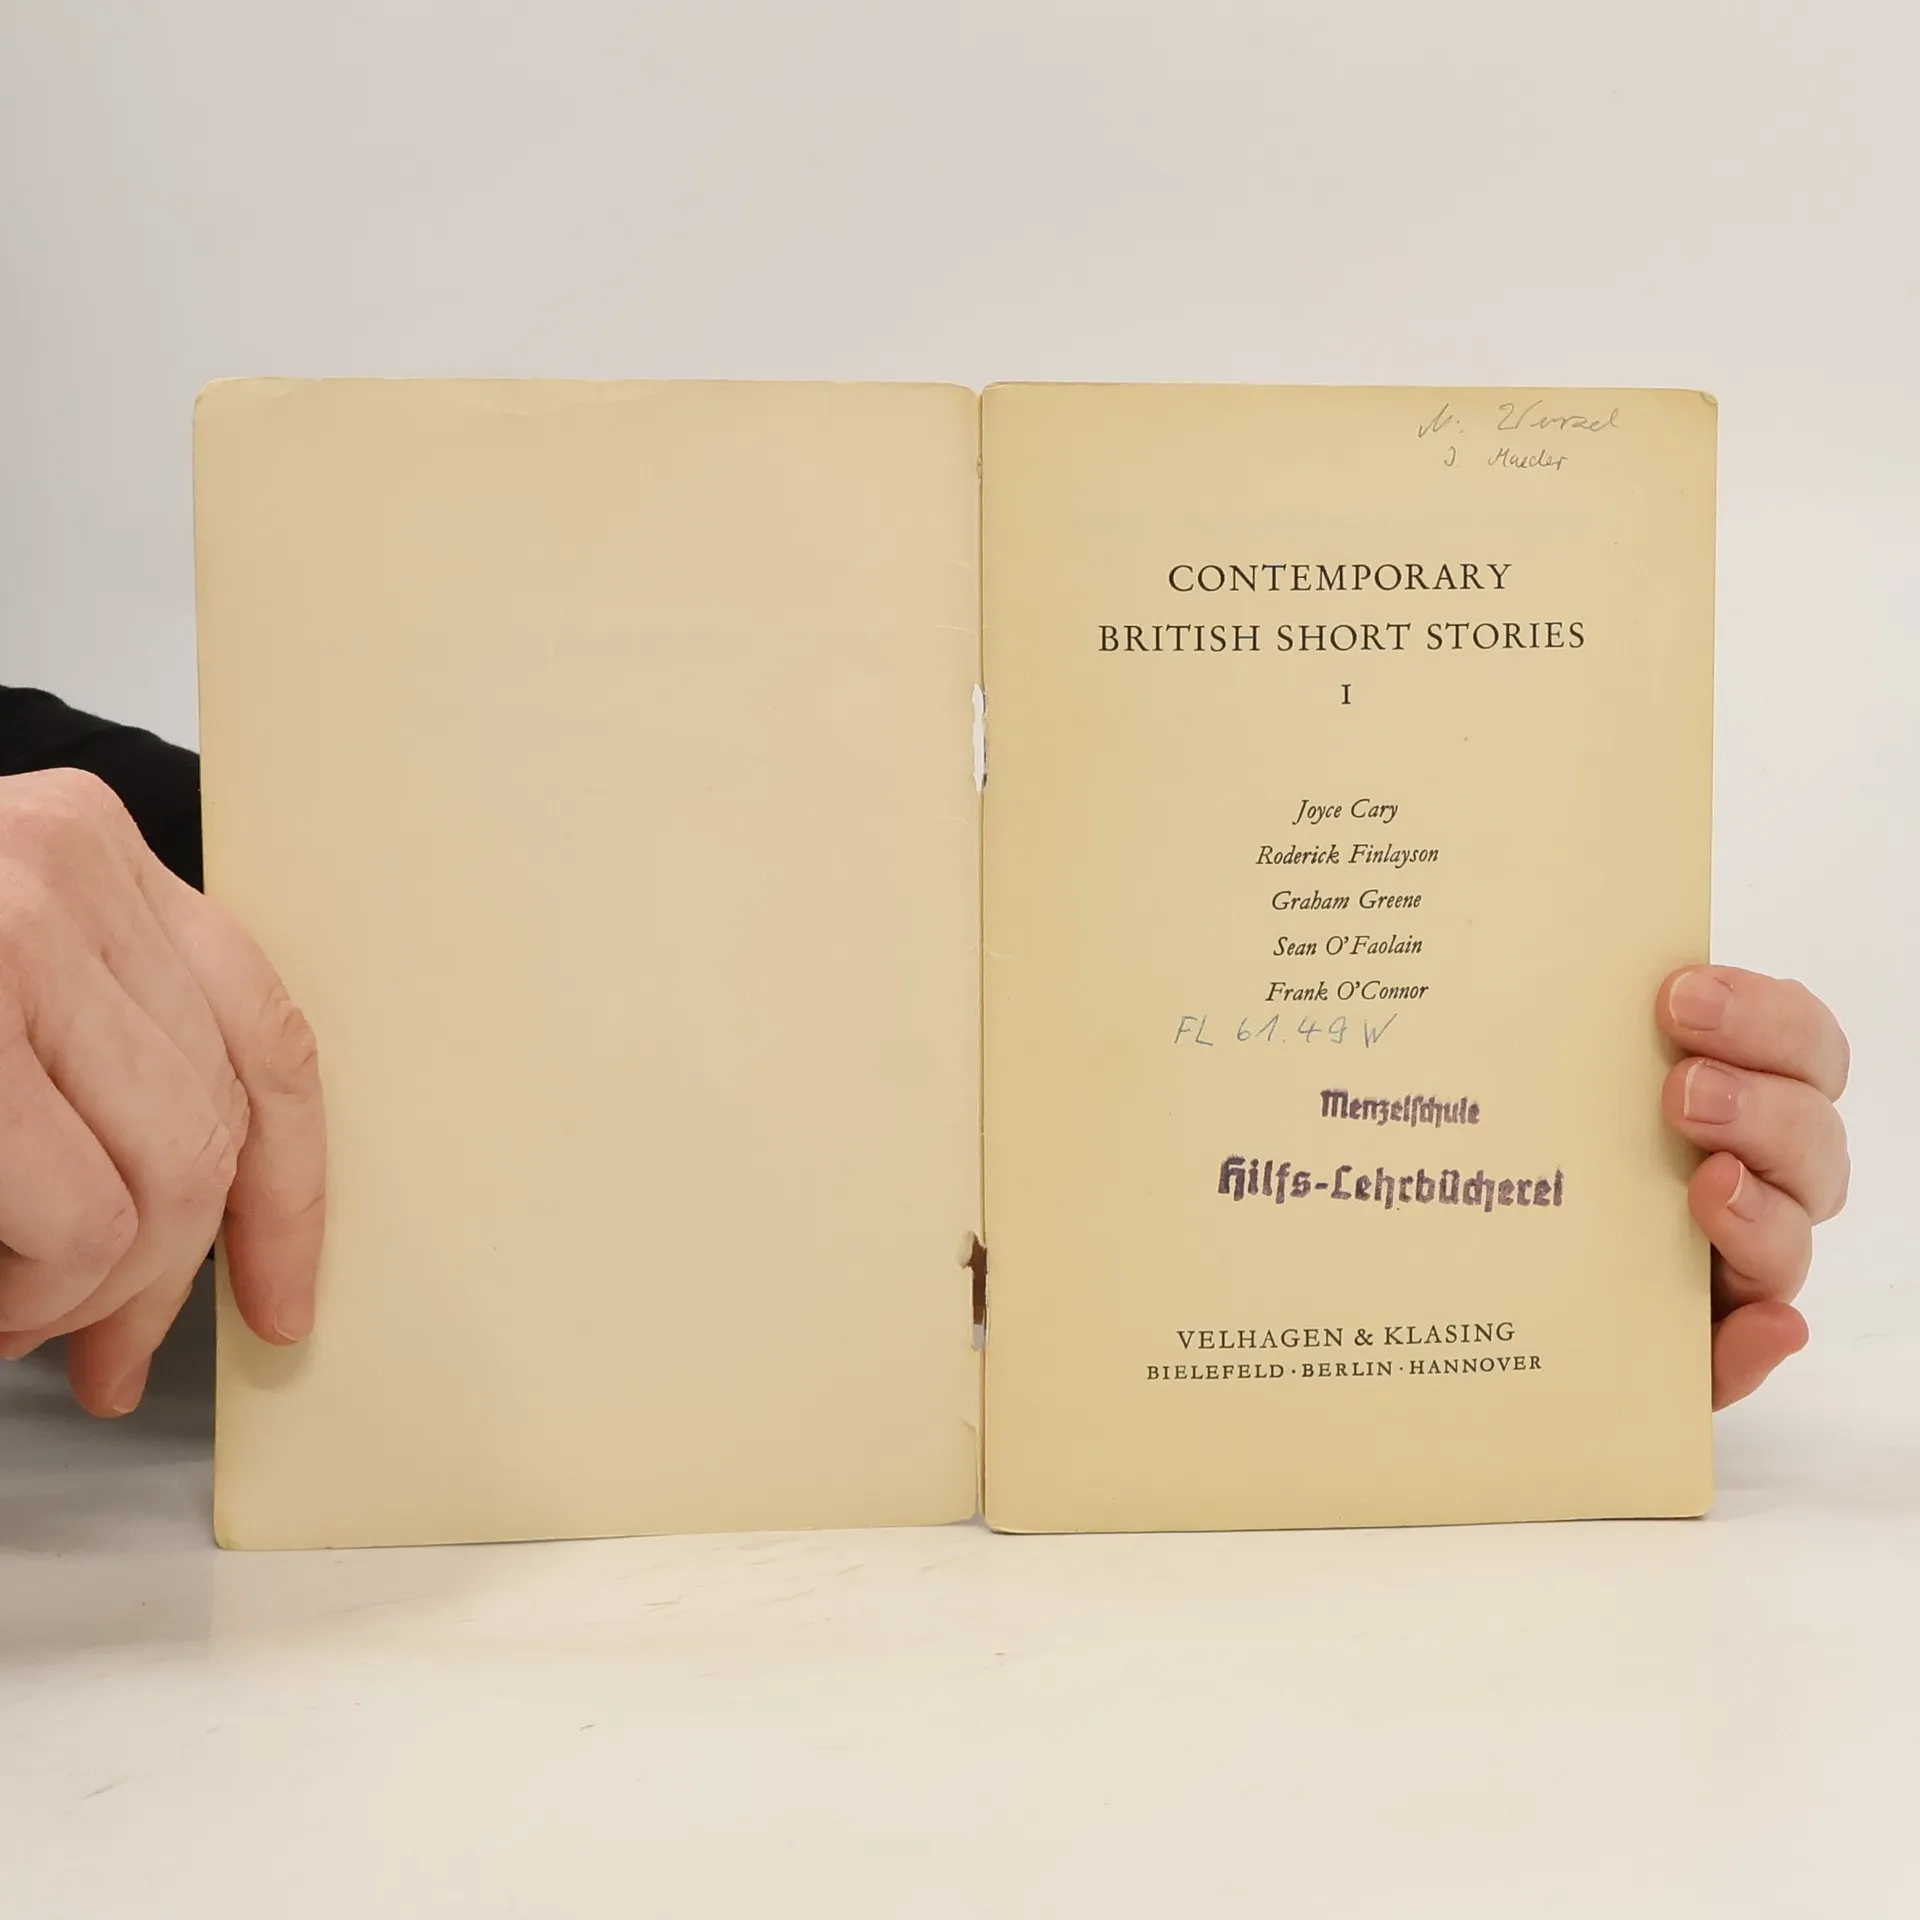 M. Wurzel
J. Maeder
CONTEMPORARY
BRITISH SHORT STORIES
I
Joyce Cary
Roderick Finlayson
Graham Greene
Sean O'Faolain
Frank O'Connor
FL 61.49 W
Menzelschule
Hilfs-Lehrbücherei
VELHAGEN & KLASING
BIELEFELD · BERLIN · HANNOVER